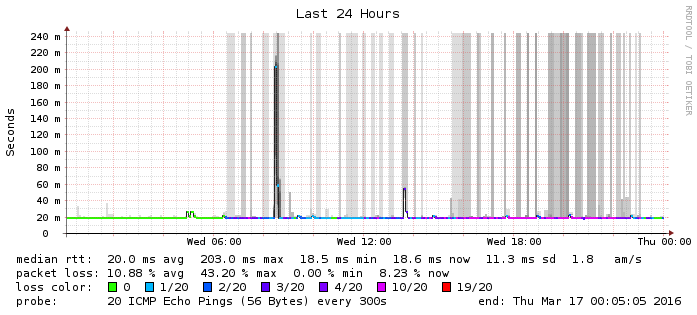 Last 24 Hours
RRDTOOL / TOBI OETIKER
Seconds
240 m
220 m
200 m
180 m
160 m
140 m
120 m
100 m
80 m
60 m
40 m
20 m
0
Wed 06:00 Wed 12:00 Wed 18:00 Thu 00:00
median rtt: 20.0 ms avg 203.0 ms max 18.5 ms min 18.6 ms now 11.3 ms sd 1.8 am/s
packet loss: 10.88 % avg 43.20 % max 0.00 % min 8.23 % now
loss color: 0 1/20 2/20 3/20 4/20 10/20 19/20
probe: 20 ICMP Echo Pings (56 Bytes) every 300s end: Thu Mar 17 00:05:05 2016